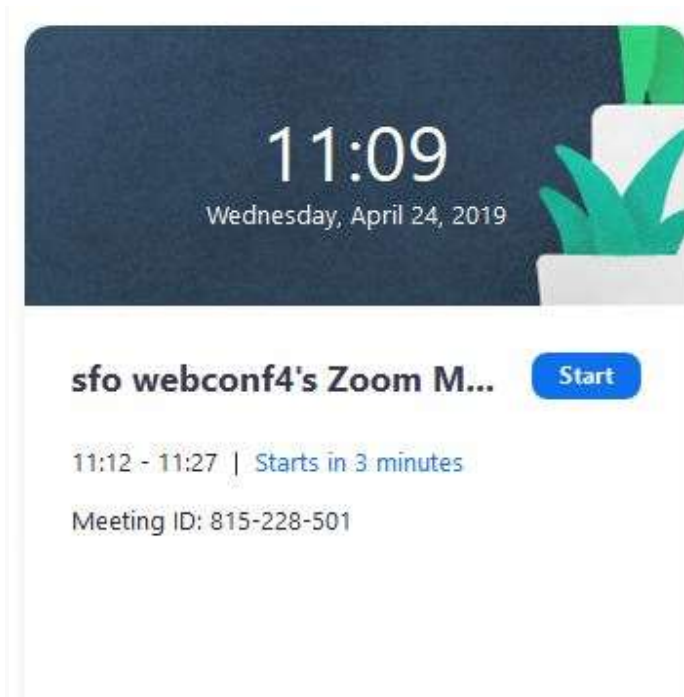 11:09
Wednesday, April 24, 2019
sfo webconf4's Zoom M... Start
11:12 - 11:27 | Starts in 3 minutes
Meeting ID: 815-228-501